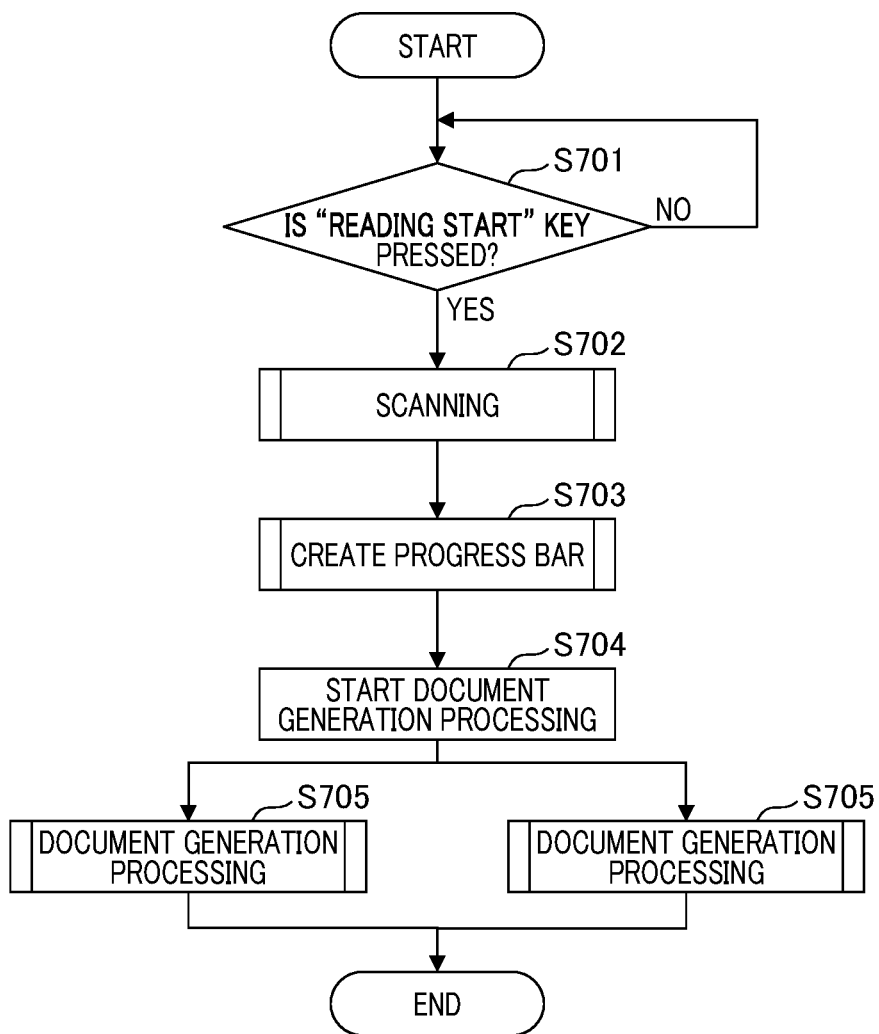 START
S701
IS “READING START” KEY
PRESSED?
NO
YES
S702
SCANNING
S703
CREATE PROGRESS BAR
S704
START DOCUMENT
GENERATION PROCESSING
S705
DOCUMENT GENERATION
PROCESSING
S705
DOCUMENT GENERATION
PROCESSING
END